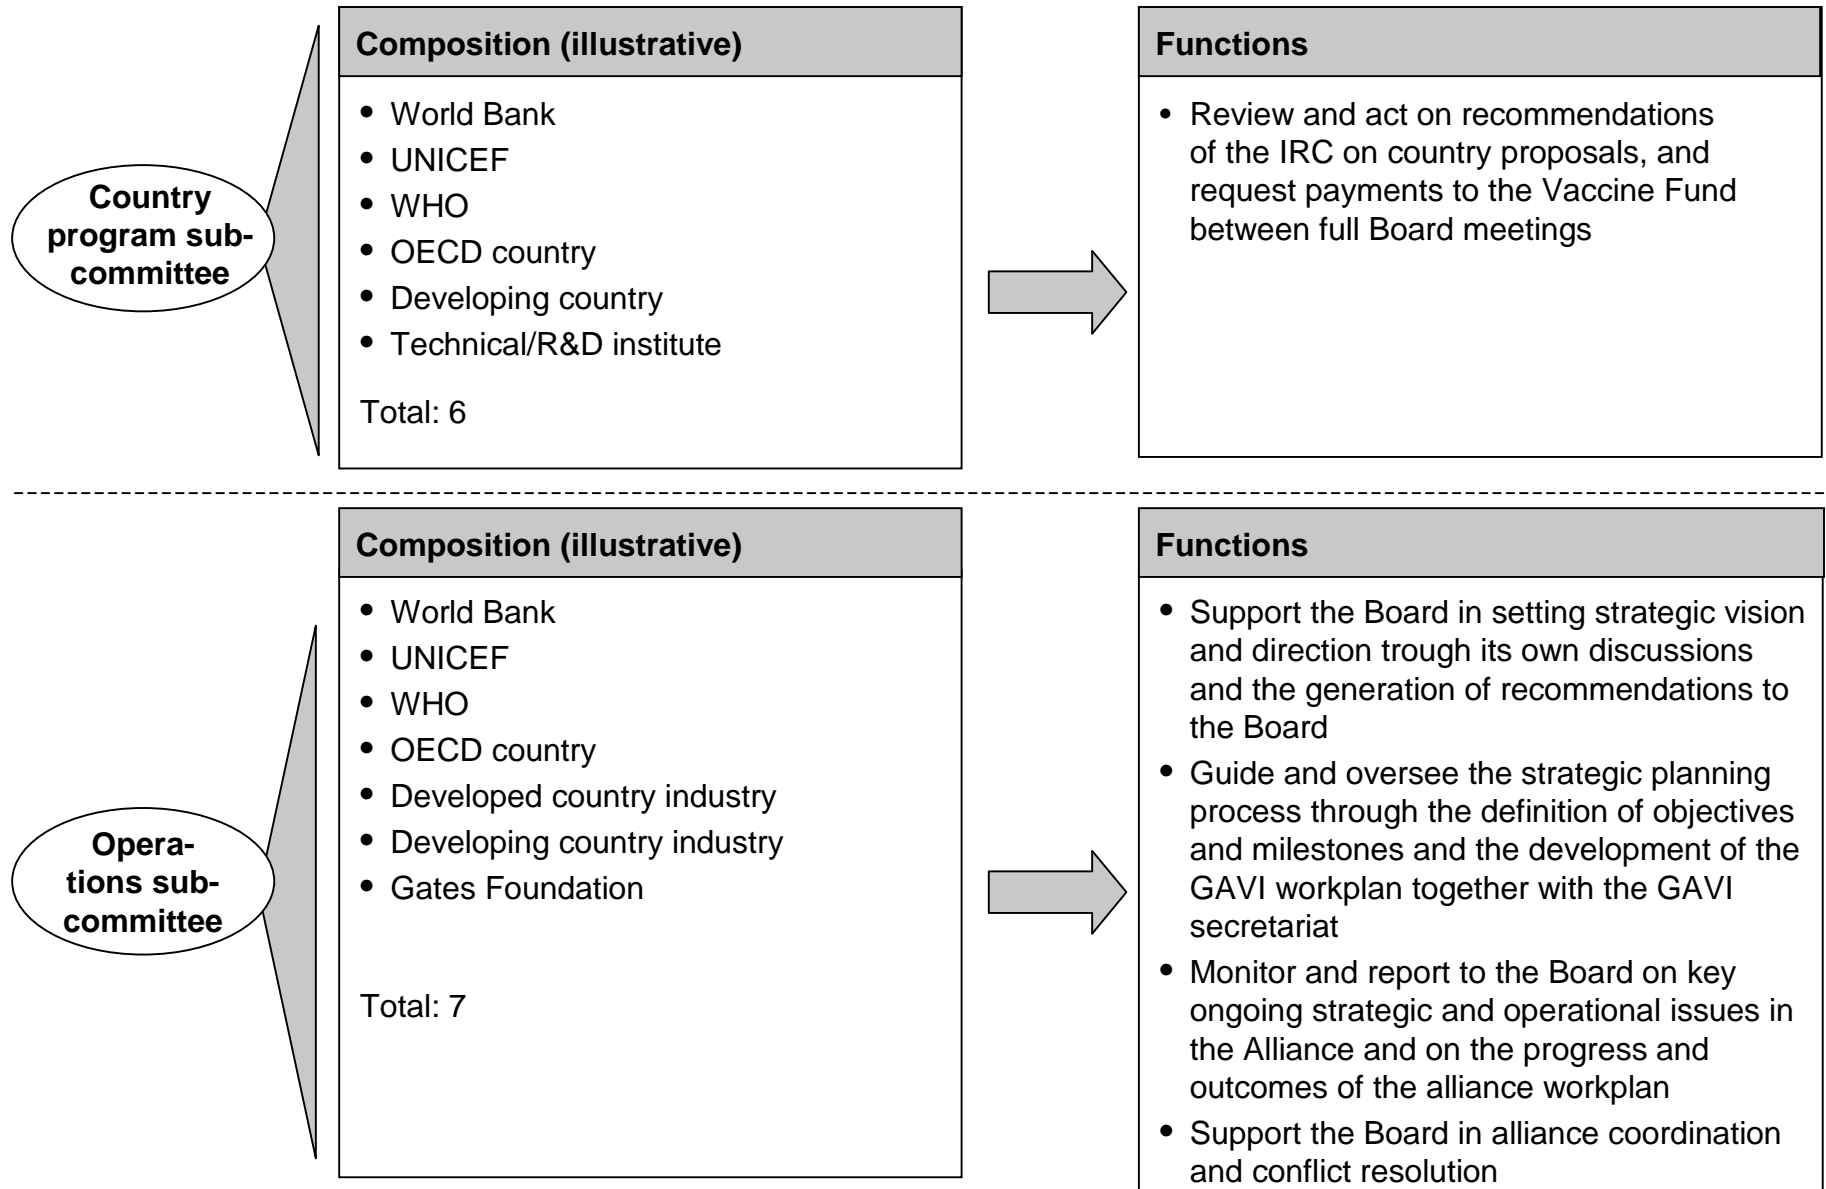 Country
program sub-
committee
Composition (illustrative)
• World Bank
• UNICEF
• WHO
• OECD country
• Developing country
• Technical/R&D institute
Total: 6
Functions
• Review and act on recommendations
of the IRC on country proposals, and
request payments to the Vaccine Fund
between full Board meetings
Opera-
tions sub-
committee
Composition (illustrative)
• World Bank
• UNICEF
• WHO
• OECD country
• Developed country industry
• Developing country industry
• Gates Foundation
Total: 7
Functions
• Support the Board in setting strategic vision
and direction trough its own discussions
and the generation of recommendations to
the Board
• Guide and oversee the strategic planning
process through the definition of objectives
and milestones and the development of the
GAVI workplan together with the GAVI
secretariat
• Monitor and report to the Board on key
ongoing strategic and operational issues in
the Alliance and on the progress and
outcomes of the alliance workplan
• Support the Board in alliance coordination
and conflict resolution